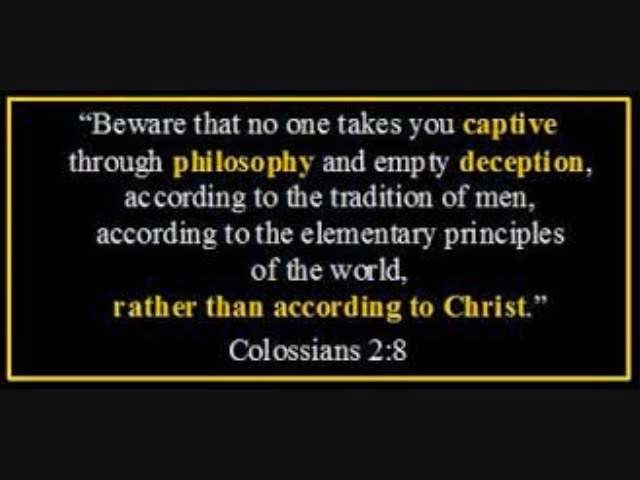 “Beware that no one takes you captive
through philosophy and empty deception,
according to the tradition of men,
according to the elementary principles
of the world,
rather than according to Christ.”
Colossians 2:8